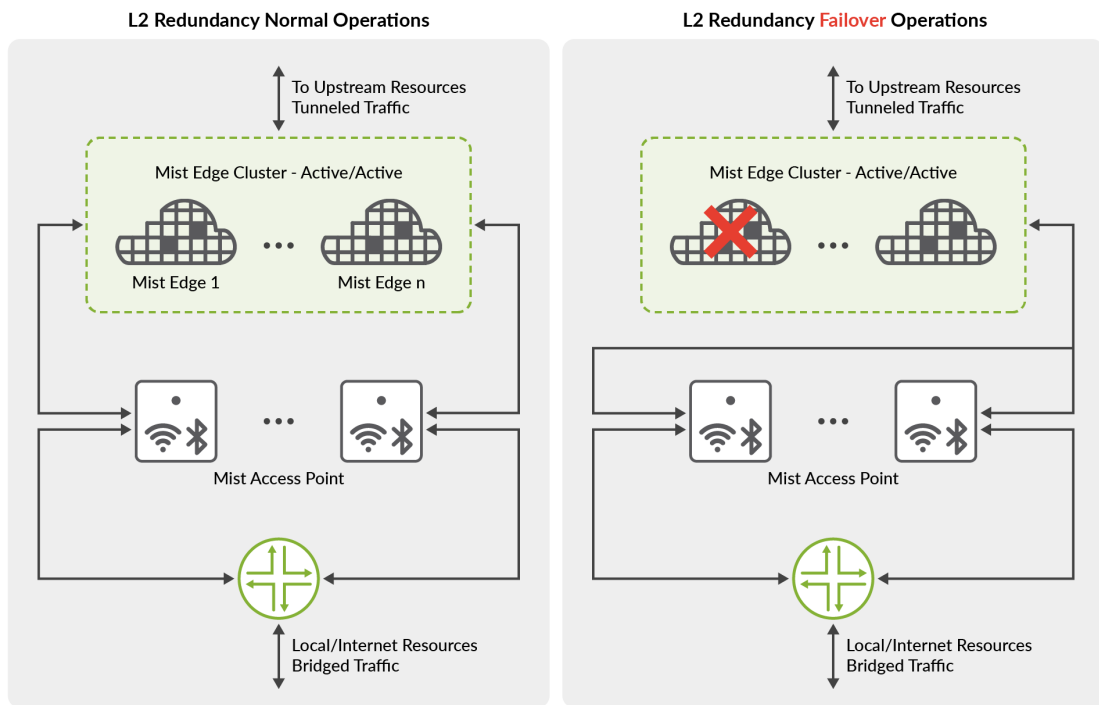 L2 Redundancy Normal Operations
To Upstream Resources
Tunneled Traffic
Mist Edge Cluster - Active/Active
Mist Edge 1
Mist Edge n
Mist Access Point
Local/Internet Resources
Bridged Traffic
L2 Redundancy Failover Operations
To Upstream Resources
Tunneled Traffic
Mist Edge Cluster - Active/Active
Mist Access Point
Local/Internet Resources
Bridged Traffic